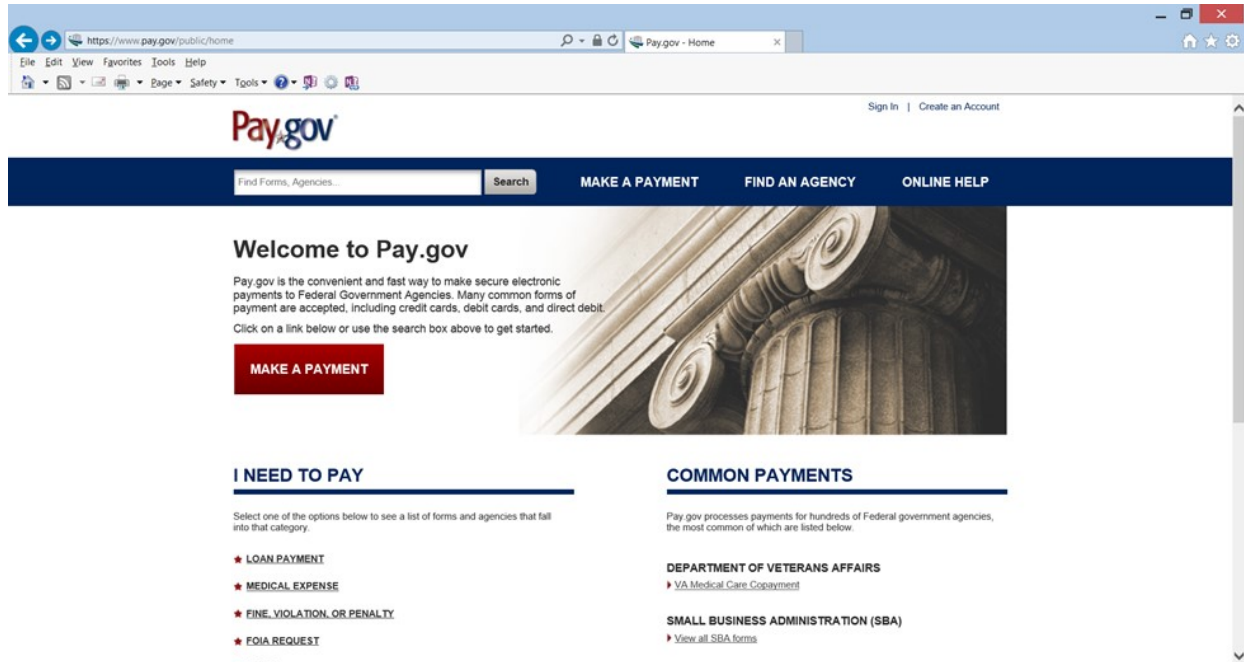 https://www.pay.gov/public/home
Pay.gov - Home
File Edit View Favorites Tools Help
Page Safety Tools
Sign In | Create an Account
Pay.gov
Find Forms, Agencies...
Search
MAKE A PAYMENT
FIND AN AGENCY
ONLINE HELP
Welcome to Pay.gov
Pay.gov is the convenient and fast way to make secure electronic
payments to Federal Government Agencies. Many common forms of
payment are accepted, including credit cards, debit cards, and direct debit.
Click on a link below or use the search box above to get started.
MAKE A PAYMENT
I NEED TO PAY
Select one of the options below to see a list of forms and agencies that fall
into that category.
LOAN PAYMENT
MEDICAL EXPENSE
FINE, VIOLATION, OR PENALTY
FOIA REQUEST
COMMON PAYMENTS
Pay.gov processes payments for hundreds of Federal government agencies,
the most common of which are listed below.
DEPARTMENT OF VETERANS AFFAIRS
VA Medical Care Copayment
SMALL BUSINESS ADMINISTRATION (SBA)
View all SBA forms